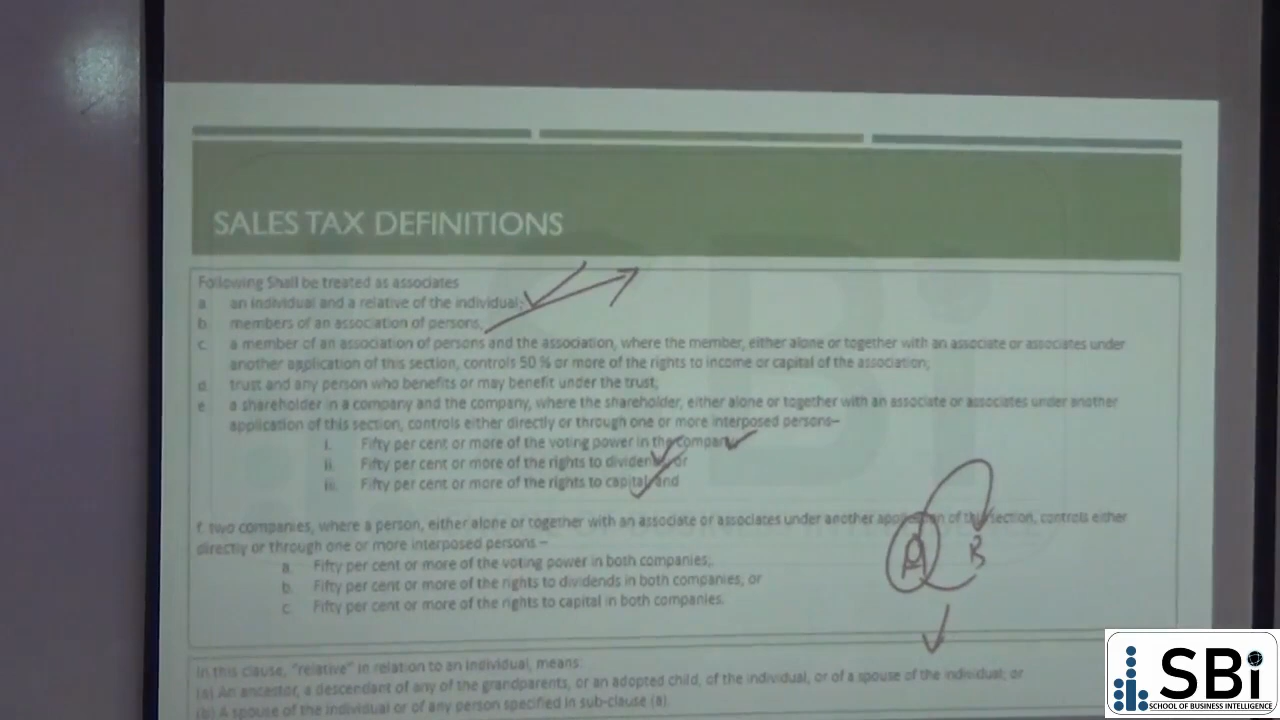 SALES TAX DEFINITIONS
Following Shall be treated as associates
a. an individual and a relative of the individual;
b. members of an association of persons;
c. a member of an association of persons and the association, where the member, either alone or together with an associate or associates under
another application of this section, controls 50 % or more of the rights to income or capital of the association;
d. trust and any person who benefits or may benefit under the trust;
e. a shareholder in a company and the company, where the shareholder, either alone or together with an associate or associates under another
application of this section, controls either directly or through one or more interposed persons–
i. Fifty per cent or more of the voting power in the company
ii. Fifty per cent or more of the rights to dividend, or
iii. Fifty per cent or more of the rights to capital and
f. two companies, where a person, either alone or together with an associate or associates under another application of this section, controls either
directly or through one or more interposed persons –
a. Fifty per cent or more of the voting power in both companies;
b. Fifty per cent or more of the rights to dividends in both companies; or
c. Fifty per cent or more of the rights to capital in both companies.
A B
In this clause, "relative" in relation to an individual, means:
(a) An ancestor, a descendant of any of the grandparents, or an adopted child, of the individual, or of a spouse of the individual; or
(b) A spouse of the individual or of any person specified in sub-clause (a).
SBi
SCHOOL OF BUSINESS INTELLIGENCE